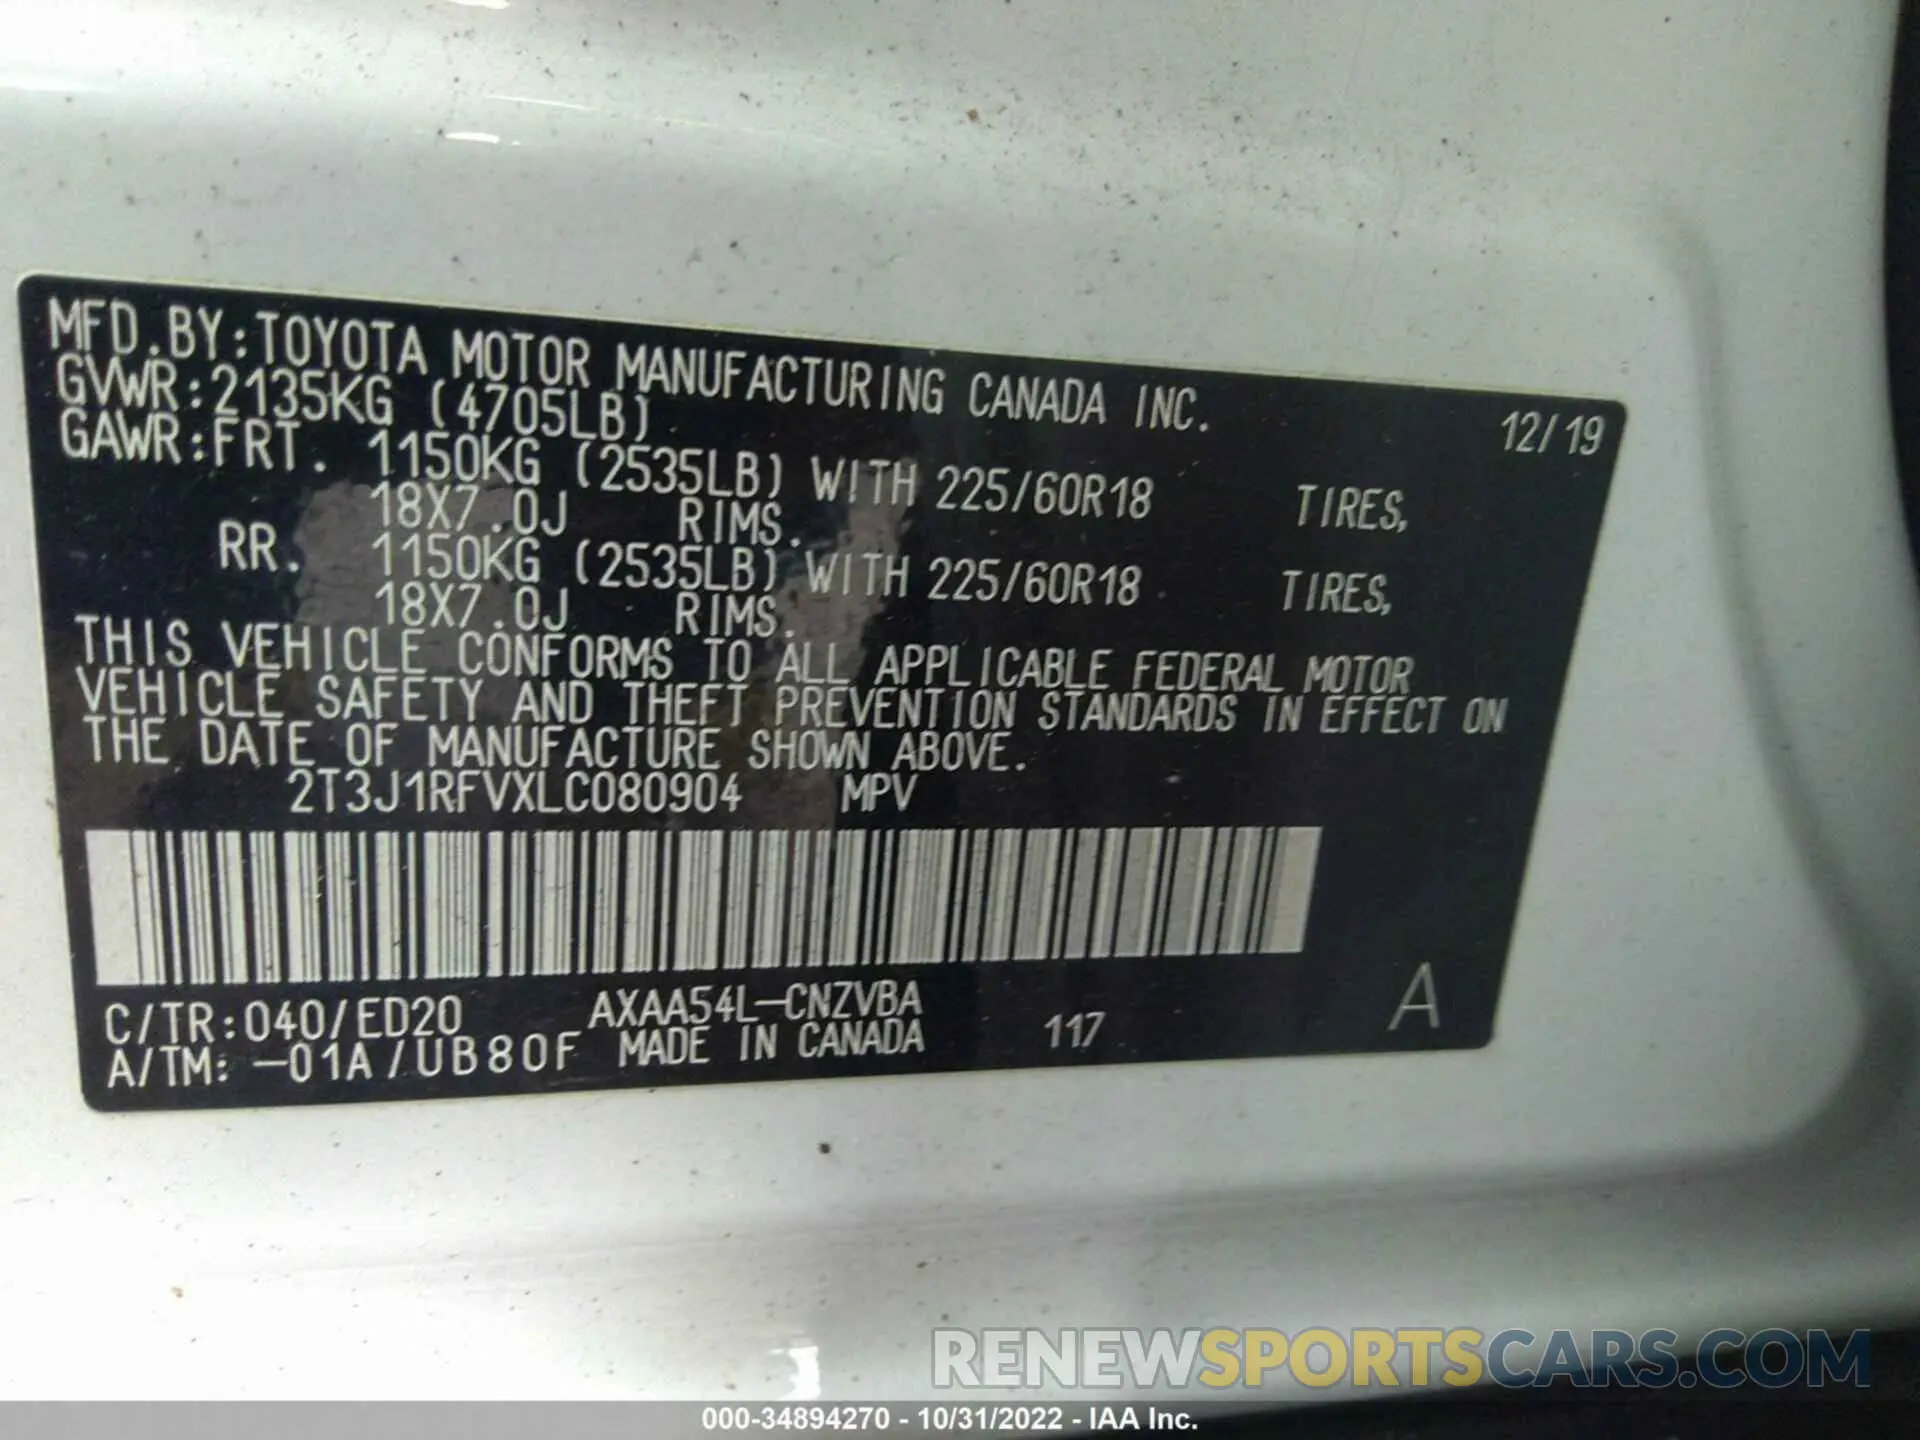 MFD.BY:TOYOTA MOTOR MANUFACTURING CANADA INC. 12/19
GVWR:2135KG (4705LB)
GAWR:FRT. 1150KG (2535LB) WITH 225/60R18 TIRES,
18X7.0J RIMS.
RR. 1150KG (2535LB) WITH 225/60R18 TIRES,
18X7.0J RIMS.
THIS VEHICLE CONFORMS TO ALL APPLICABLE FEDERAL MOTOR
VEHICLE SAFETY AND THEFT PREVENTION STANDARDS IN EFFECT ON
THE DATE OF MANUFACTURE SHOWN ABOVE.
2T3J1RFVXLC080904 MPV
C/TR:040/ED20 AXAA54L-CNZVBA
A/TM:-01A/UB80F MADE IN CANADA 117 A
RENEWSPORTSCARS.COM
000-34894270 - 10/31/2022 - IAA Inc.